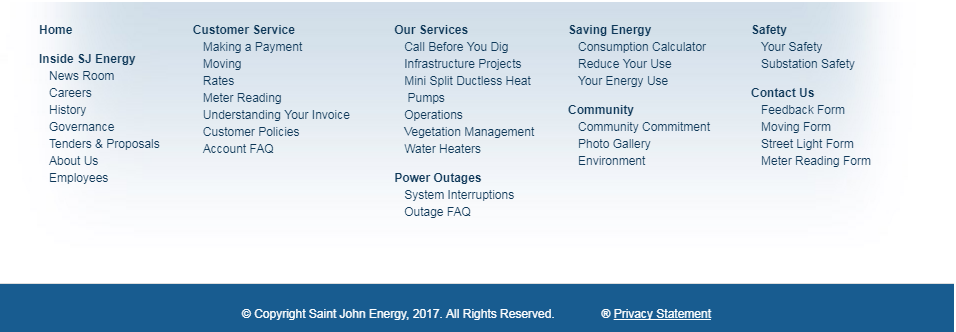 Home
Inside SJ Energy
News Room
Careers
History
Governance
Tenders & Proposals
About Us
Employees
Customer Service
Making a Payment
Moving
Rates
Meter Reading
Understanding Your Invoice
Customer Policies
Account FAQ
Our Services
Call Before You Dig
Infrastructure Projects
Mini Split Ductless Heat
Pumps
Operations
Vegetation Management
Water Heaters
Power Outages
System Interruptions
Outage FAQ
Saving Energy
Consumption Calculator
Reduce Your Use
Your Energy Use
Community
Community Commitment
Photo Gallery
Environment
Safety
Your Safety
Substation Safety
Contact Us
Feedback Form
Moving Form
Street Light Form
Meter Reading Form
© Copyright Saint John Energy, 2017. All Rights Reserved. ® Privacy Statement